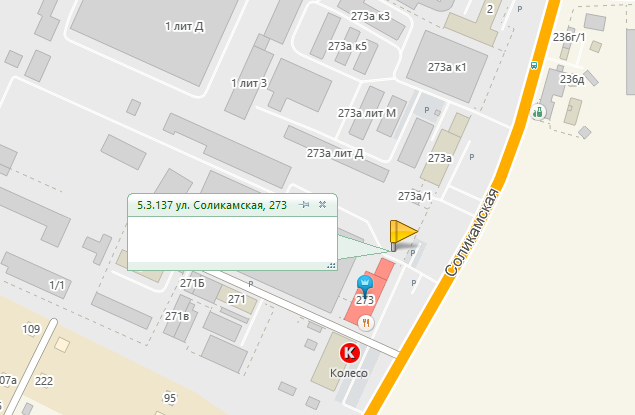 273а к3
2
1 лит Д
236г/1
273а к5
273а к1
236д
1 лит З
273а лит М
P
273а лит Д
273а
P
273а/1
5.3.137 ул. Соликамская, 273
Соликамская
P
1/1
271Б
P
P
271
273
271в
109
К
Колесо
07а
222
95